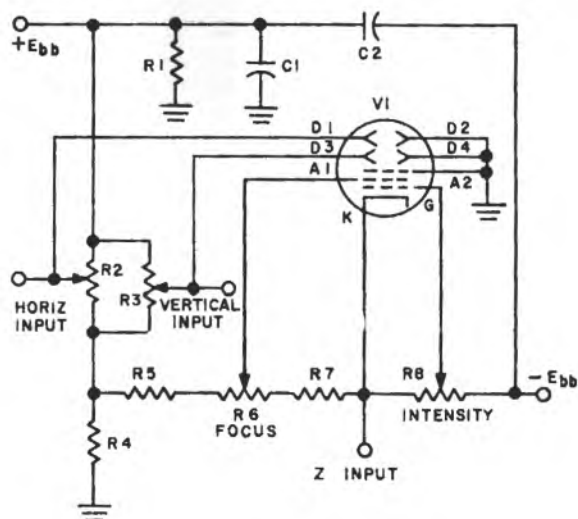 +Ebb
R1
C1
C2
V1
D1
D2
D3
D4
A1
A2
K
G
R2
R3
HORIZ
INPUT
VERTICAL
INPUT
R5
R6
FOCUS
R7
R8
INTENSITY
-Ebb
R4
Z INPUT